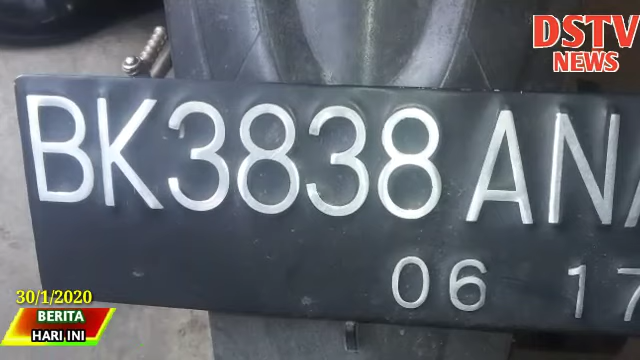 DSTV
NEWS
BK3838 AN
06 17
30/1/2020
BERITA
HARI INI